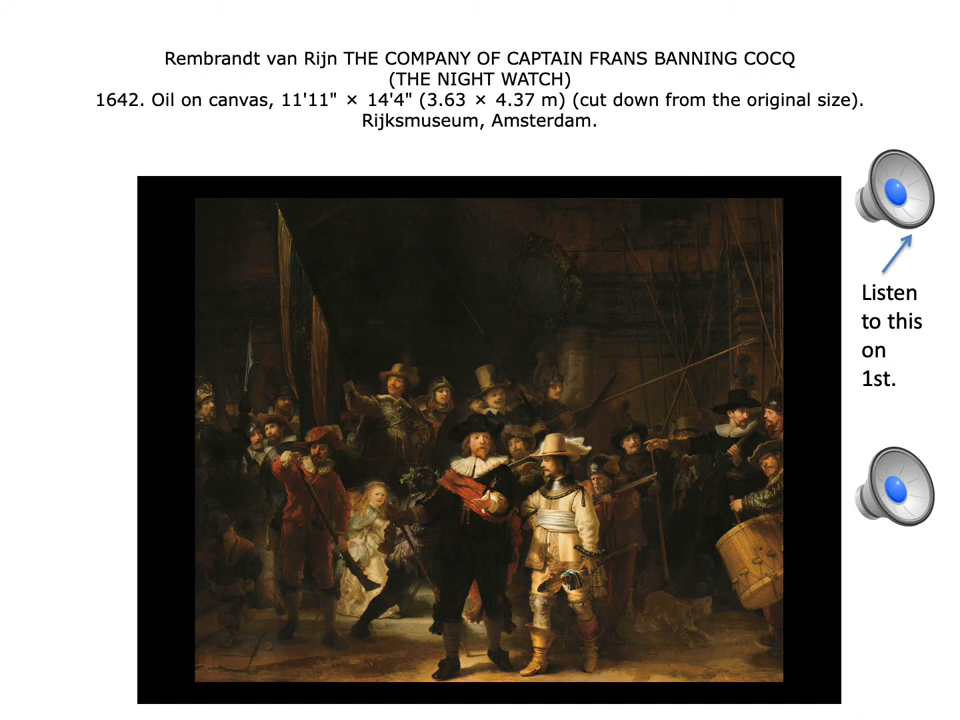 Rembrandt van Rijn THE COMPANY OF CAPTAIN FRANS BANNING COCQ
(THE NIGHT WATCH)
1642. Oil on canvas, 11'11" × 14'4" (3.63 × 4.37 m) (cut down from the original size).
Rijksmuseum, Amsterdam.
Listen
to this
on
1st.